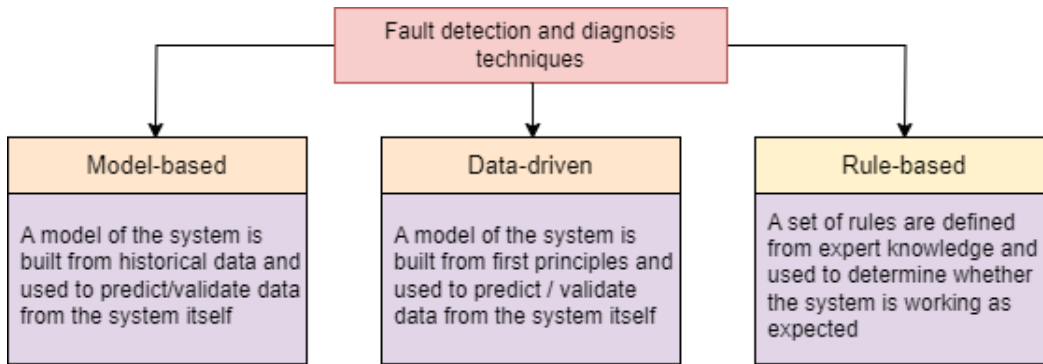 Fault detection and diagnosis
techniques
Model-based
A model of the system is
built from historical data and
used to predict/validate data
from the system itself
Data-driven
A model of the system is
built from first principles and
used to predict / validate
data from the system itself
Rule-based
A set of rules are defined
from expert knowledge and
used to determine whether
the system is working as
expected